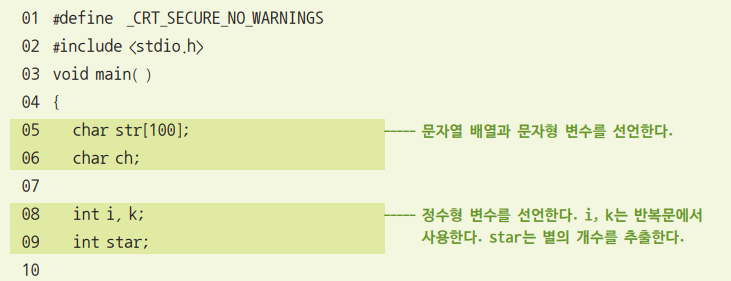 01 #define _CRT_SECURE_NO_WARNINGS
02 #include <stdio.h>
03 void main( )
04 {
05 char str[100]; ----- 문자열 배열과 문자형 변수를 선언한다.
06 char ch;
07
08 int i, k; ----- 정수형 변수를 선언한다. i, k는 반복문에서
09 int star; 사용한다. star는 별의 개수를 추출한다.
10